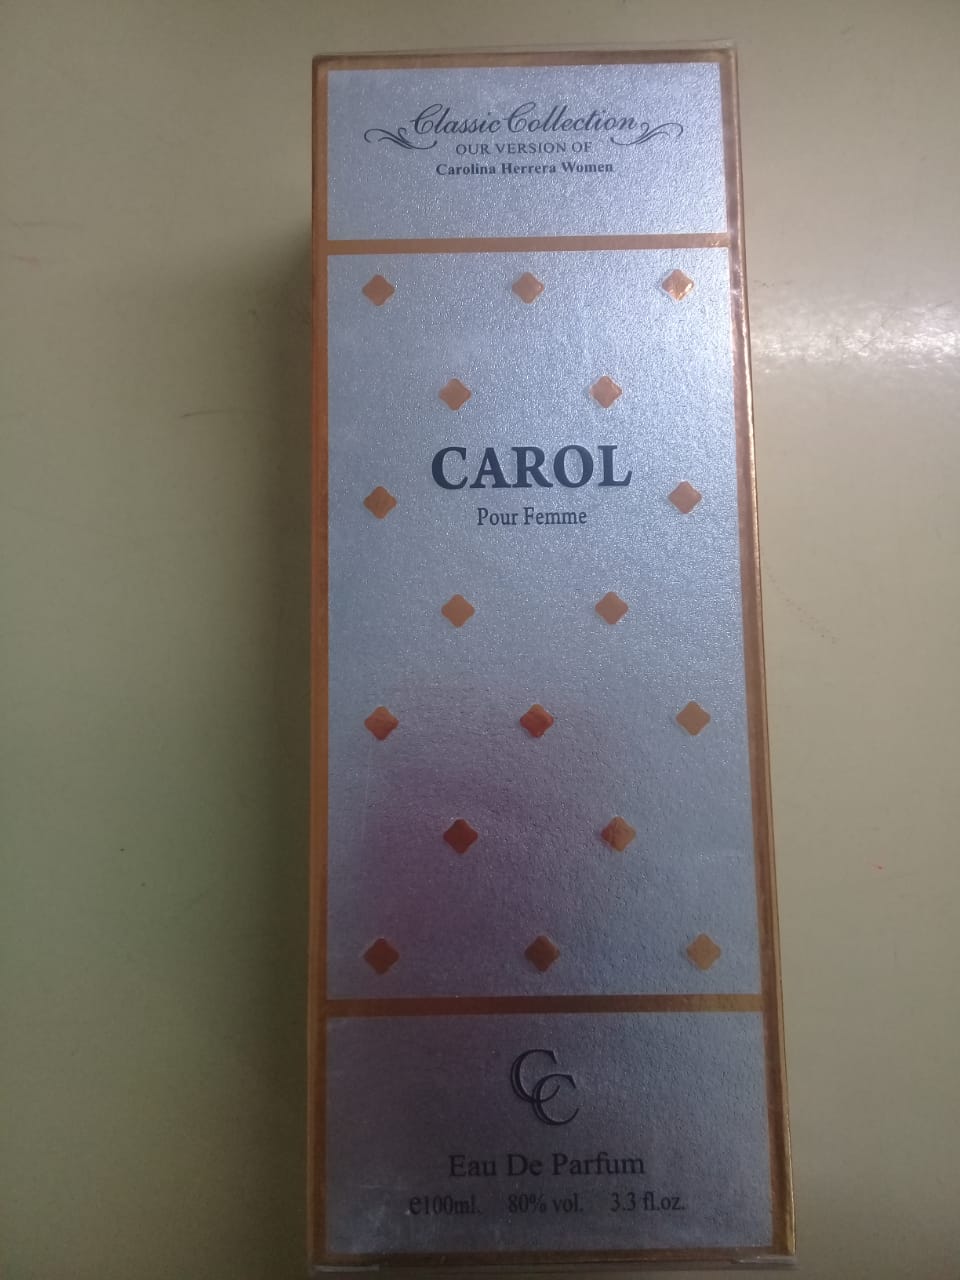 Classic Collection
OUR VERSION OF
Carolina Herrera Women
CAROL
Pour Femme
CC
Eau De Parfum
e100ml. 80% vol. 3.3 fl.oz.